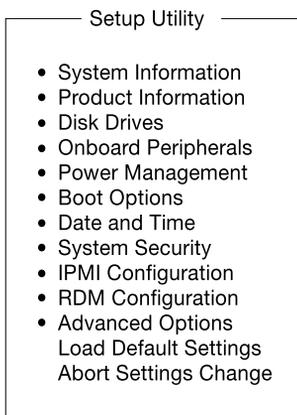 Setup Utility
• System Information
• Product Information
• Disk Drives
• Onboard Peripherals
• Power Management
• Boot Options
• Date and Time
• System Security
• IPMI Configuration
• RDM Configuration
• Advanced Options
Load Default Settings
Abort Settings Change